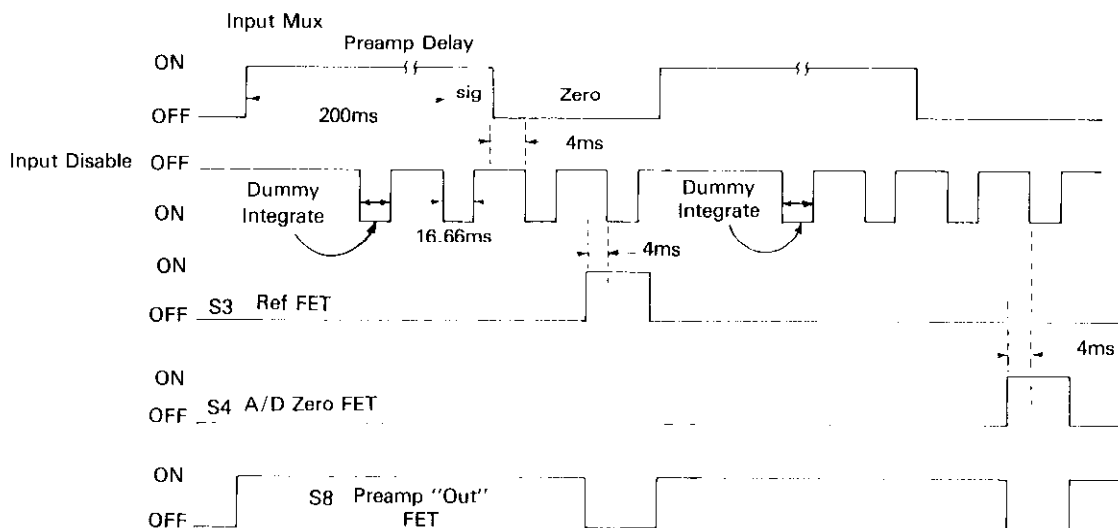 Input Mux
Preamp Delay
ON
sig
Zero
200ms
OFF
4ms
Input Disable OFF
Dummy
Integrate
Dummy
Integrate
ON
16.66ms
4ms
ON
S3 Ref FET
OFF
4ms
ON
S4 A/D Zero FET
OFF
ON
S8 Preamp "Out"
FET
OFF